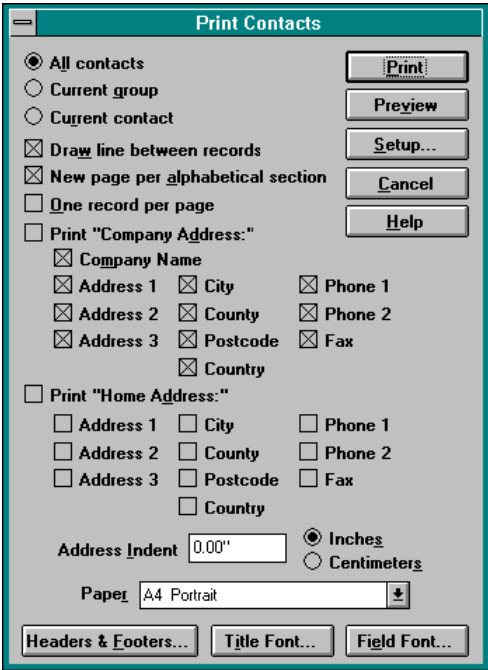 Print Contacts
All contacts
Current group
Current contact
Draw line between records
New page per alphabetical section
One record per page
Print "Company Address:"
Company Name
Address 1 City Phone 1
Address 2 County Phone 2
Address 3 Postcode Fax
Country
Print "Home Address:"
Address 1 City Phone 1
Address 2 County Phone 2
Address 3 Postcode Fax
Country
Address Indent 0.00"
Inches
Centimeters
Paper A4 Portrait
Headers & Footers... Title Font... Field Font...
Print
Preview
Setup...
Cancel
Help